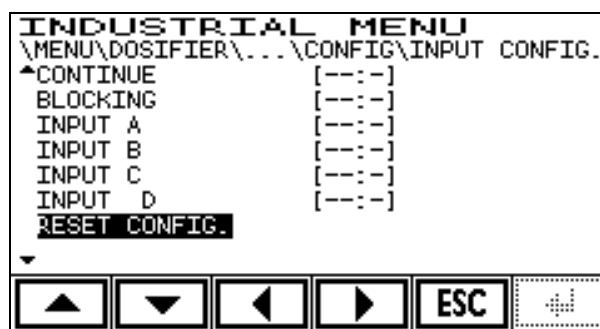 INDUSTRIAL MENU
\MENU\DOSIFIER\...\CONFIG\INPUT CONFIG.
CONTINUE [--:-]
BLOCKING [--:-]
INPUT A [--:-]
INPUT B [--:-]
INPUT C [--:-]
INPUT D [--:-]
RESET CONFIG.
ESC